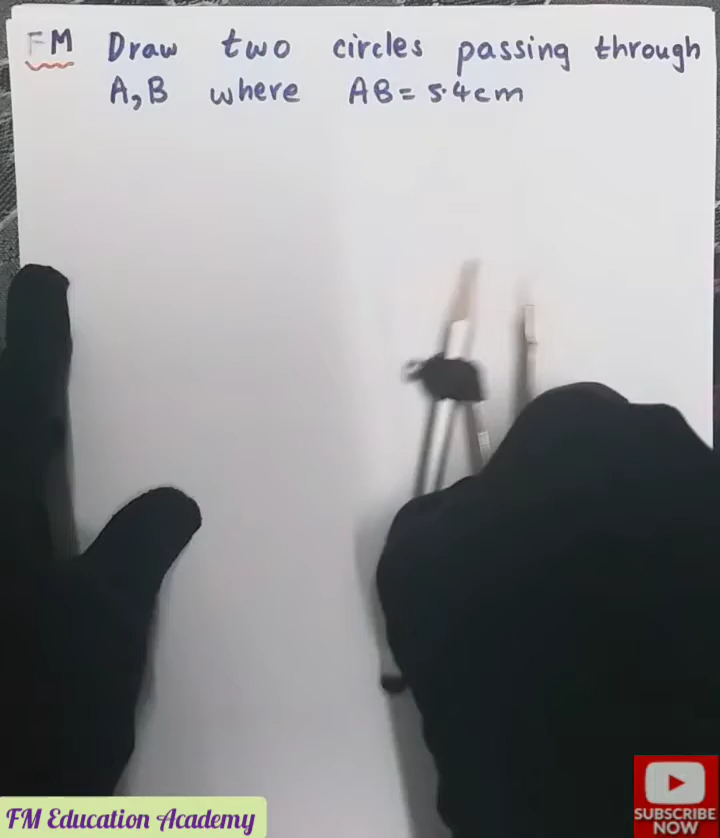 FM Draw two circles passing through
A,B where AB = 5.4cm
FM Education Academy
SUBSCRIBE
NOW